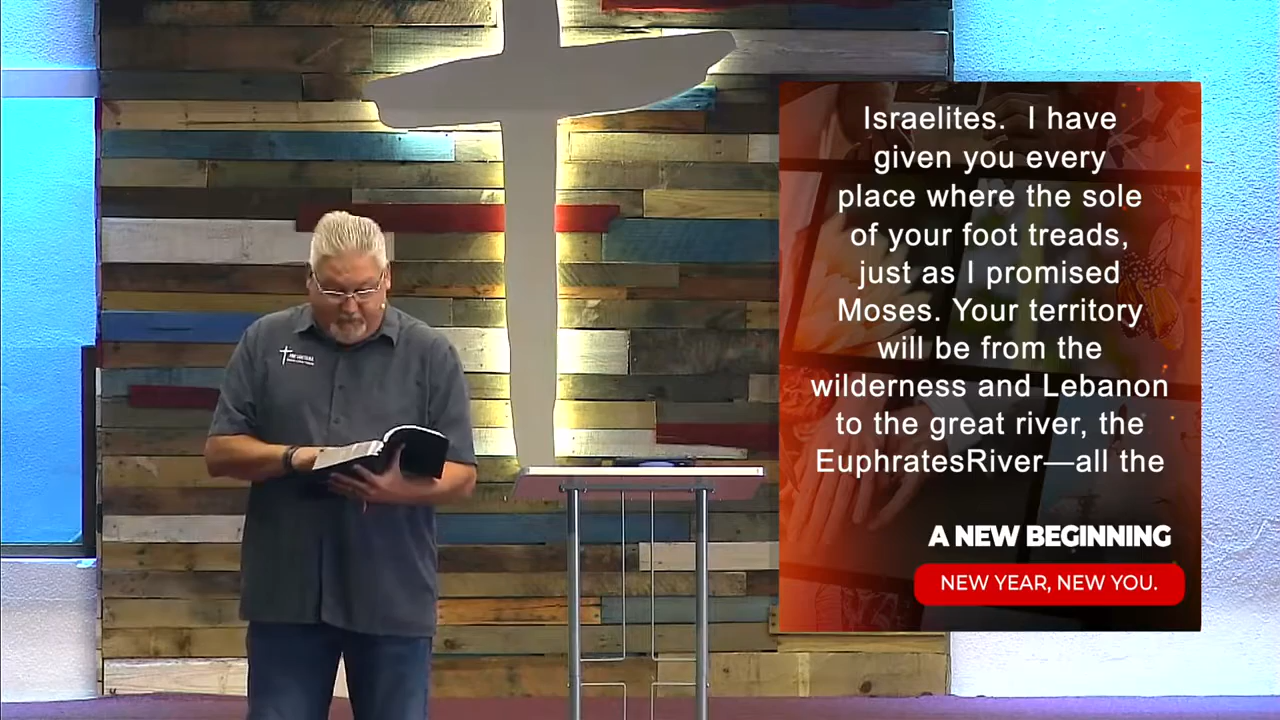 Israelites. I have
given you every
place where the sole
of your foot treads,
just as I promised
Moses. Your territory
will be from the
wilderness and Lebanon
to the great river, the
EuphratesRiver—all the
A NEW BEGINNING
NEW YEAR, NEW YOU.